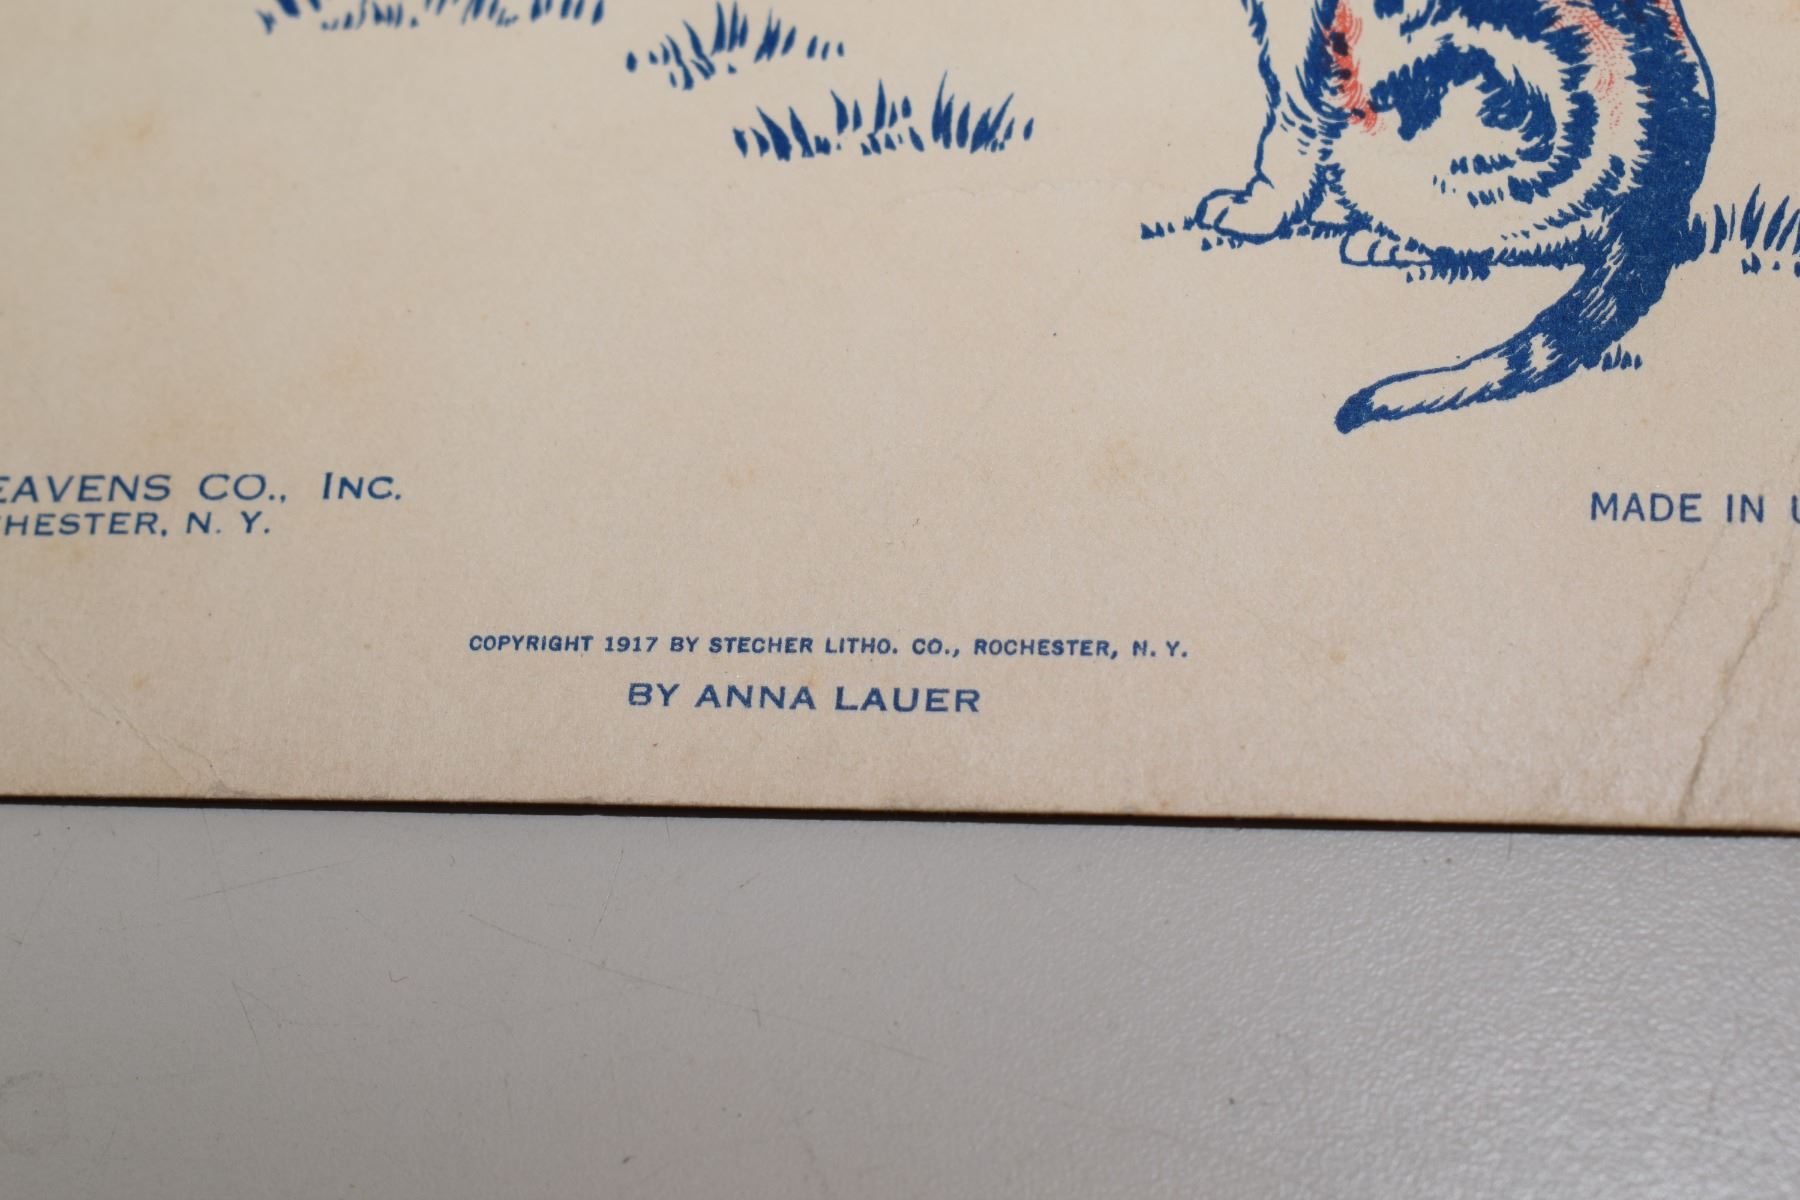 EAVENS CO., INC.
HESTER, N. Y.
MADE IN
COPYRIGHT 1917 BY STECHER LITHO. CO., ROCHESTER, N. Y.
BY ANNA LAUER